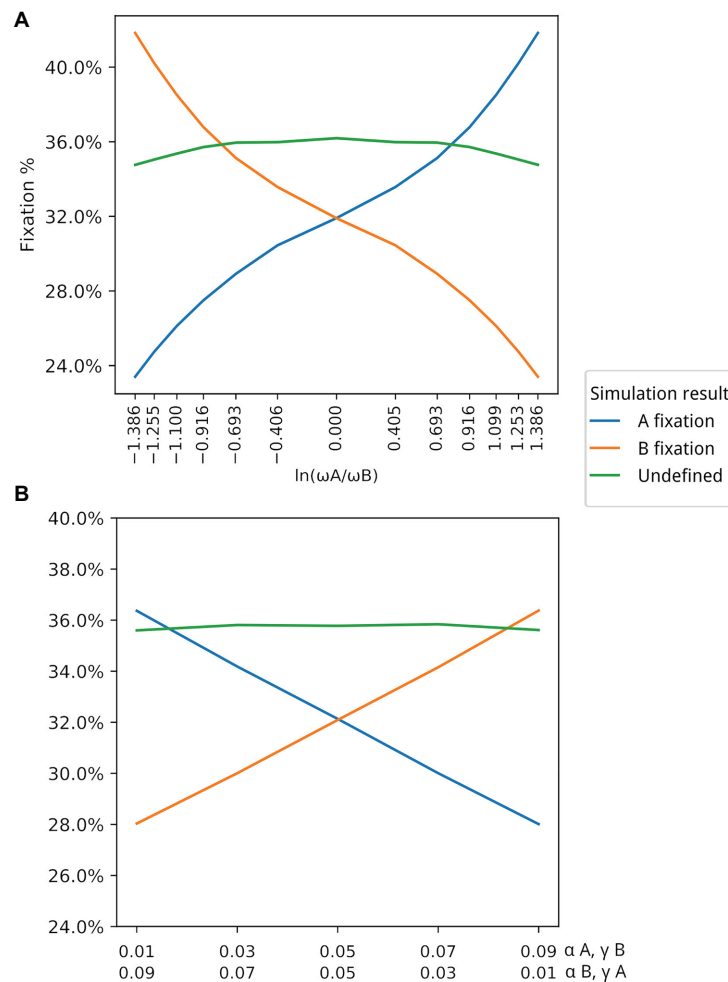 A
Fixation %
40.0%
36.0%
32.0%
28.0%
24.0%
−1.386
−1.255
−1.100
−0.916
−0.693
−0.406
0.000
0.405
0.693
0.916
1.099
1.253
1.386
ln(ωA/ωB)
Simulation result
A fixation
B fixation
Undefined
B
40.0%
38.0%
36.0%
34.0%
32.0%
30.0%
28.0%
26.0%
24.0%
0.01 0.03 0.05 0.07 0.09 α A, γ B
0.09 0.07 0.05 0.03 0.01 α B, γ A